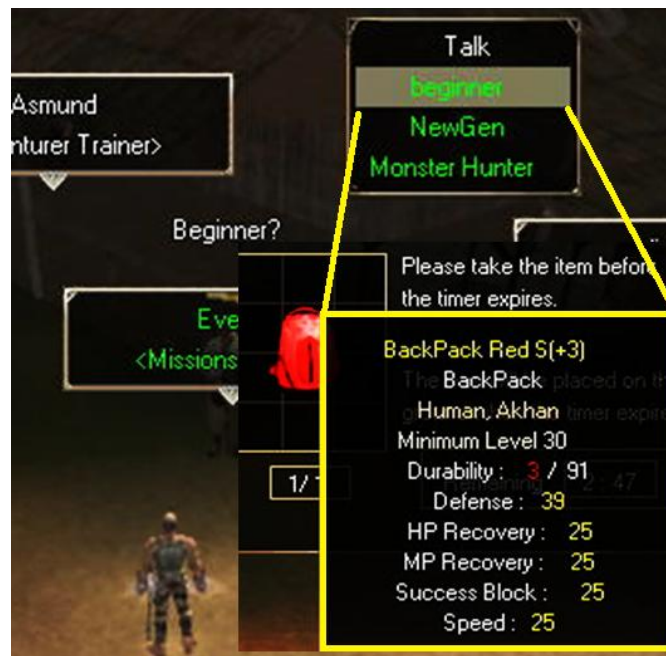 Talk
beginner
NewGen
Monster Hunter
Asmund
nturer Trainer>
Beginner?
Eve
<Missions
Please take the item before
the timer expires.
BackPack Red S(+3)
BackPack
Human, Akhan
Minimum Level 30
Durability : 3 / 91
Defense : 39
HP Recovery : 25
MP Recovery : 25
Success Block : 25
Speed : 25
1/